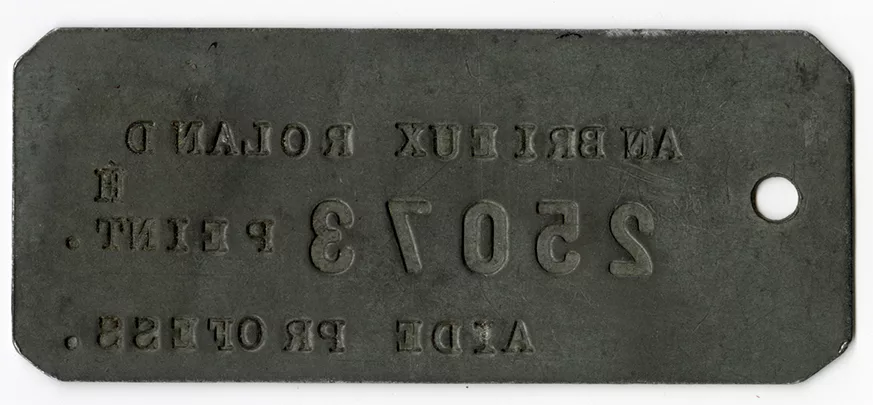 ANBRIEUX ROLAND
25073 PEINT.
AIDE PROFESS.